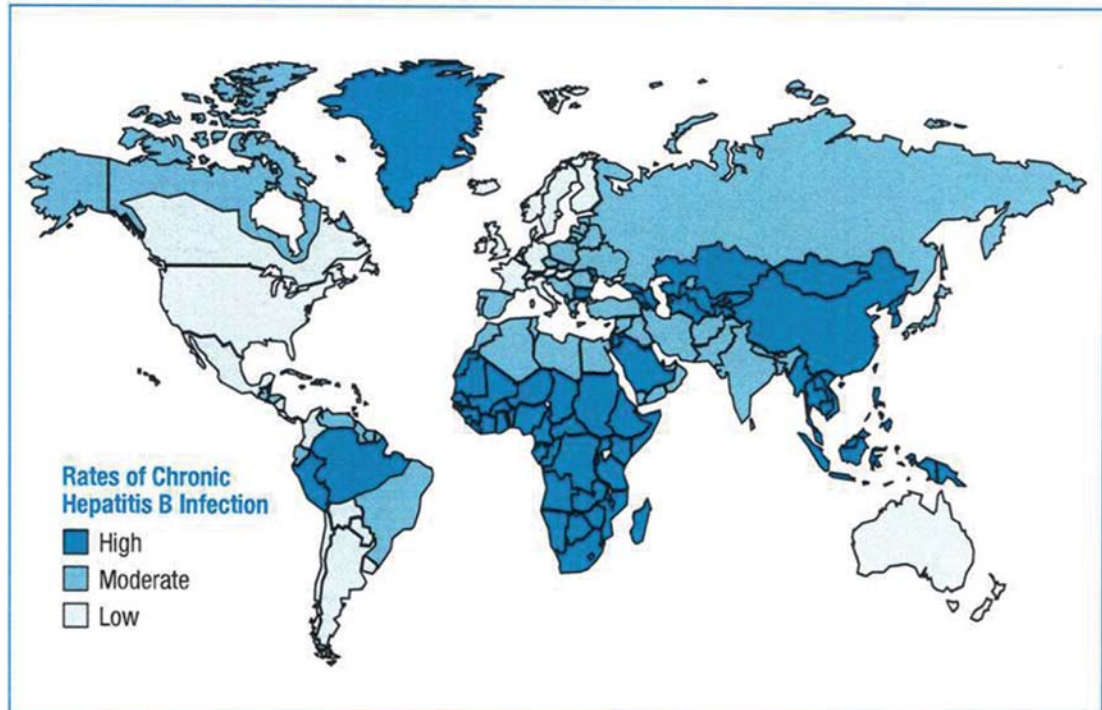 Rates of Chronic
Hepatitis B Infection
High
Moderate
Low